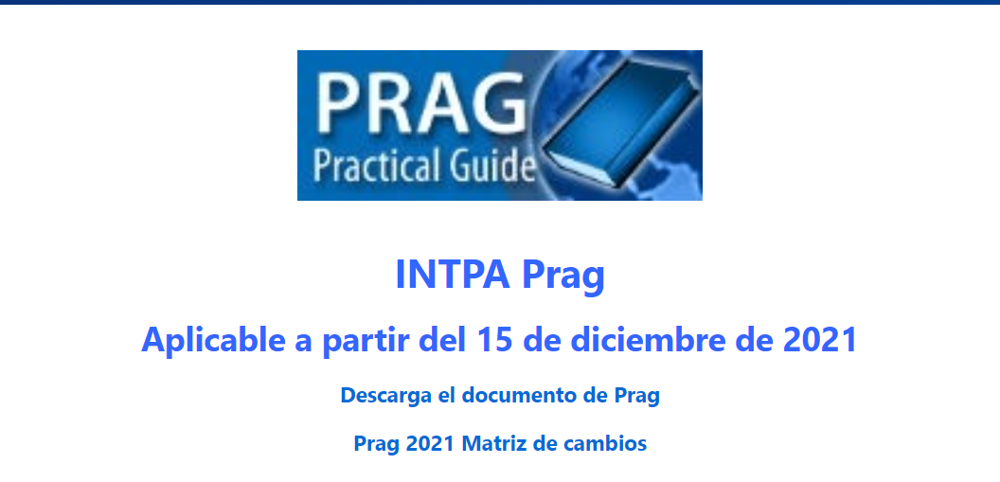 PRAG
Practical Guide
INTPA Prag
Aplicable a partir del 15 de diciembre de 2021
Descarga el documento de Prag
Prag 2021 Matriz de cambios